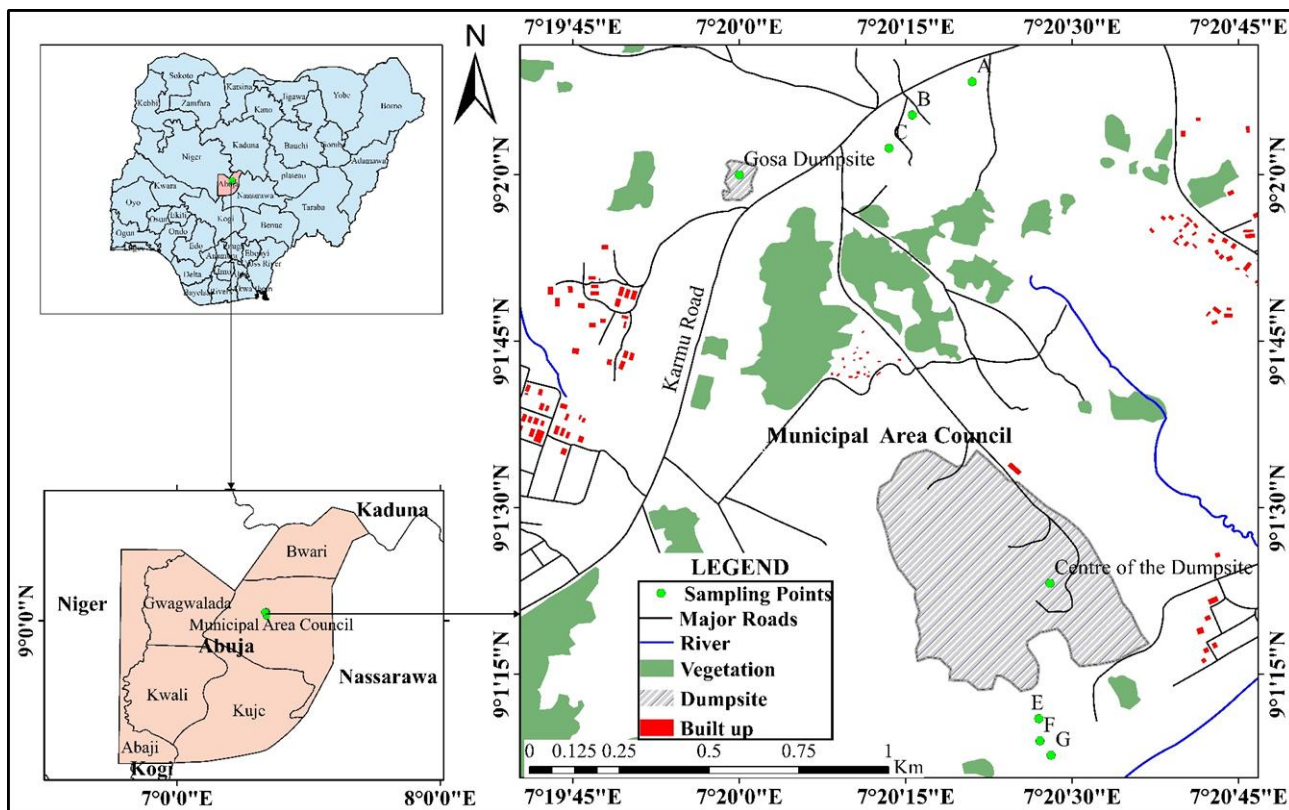 N
Sokoto
Kebbi
Zamfara
Katsina
Kano
Jigawa
Yobe
Borno
Niger
Kaduna
Bauchi
Adamawa
plateau
Kwara
Abuja
Nassarawa
Taraba
Oyo
Ekiti
Kogi
Benue
Osun
Ogun
Ondo
Edo
Ebonyi
Delta
Kaduna
Bwari
Niger
Gwagwalada
Municipal Area Council
Abuja
Nassarawa
Kwali
Kujc
Abaji
Kogi
9°0'0"N
7°0'0"E
8°0'0"E
7°19'45"E
7°20'0"E
7°20'15"E
7°20'30"E
7°20'45"E
9°2'0"N
9°1'45"N
9°1'30"N
9°1'15"N
9°2'0"N
9°1'45"N
9°1'30"N
9°1'15"N
A
B
C
Gosa Dumpsite
Karmu Road
Municipal Area Council
Centre of the Dumpsite
E
F
G
LEGEND
Sampling Points
Major Roads
River
Vegetation
Dumpsite
Built up
0 0.125 0.25 0.5 0.75 1
Km
7°19'45"E
7°20'0"E
7°20'15"E
7°20'30"E
7°20'45"E